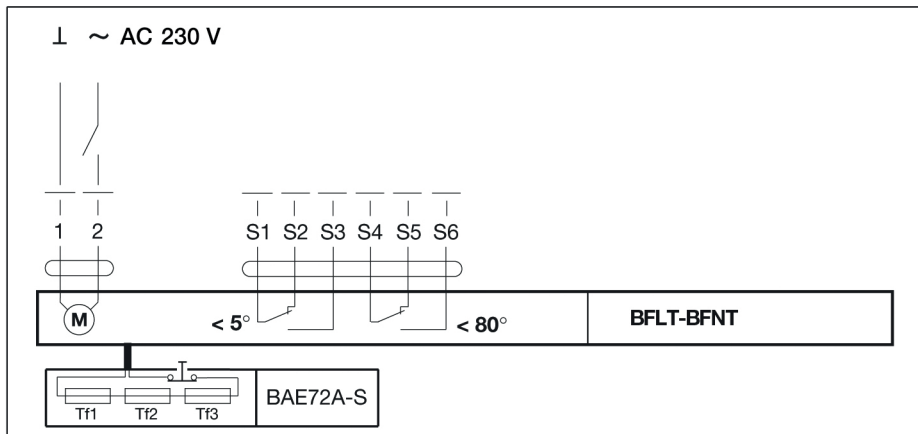 ⊥ ~ AC 230 V
1 2 S1 S2 S3 S4 S5 S6
M < 5° < 80° BFLT-BFNT
Tf1 Tf2 Tf3 BAE72A-S